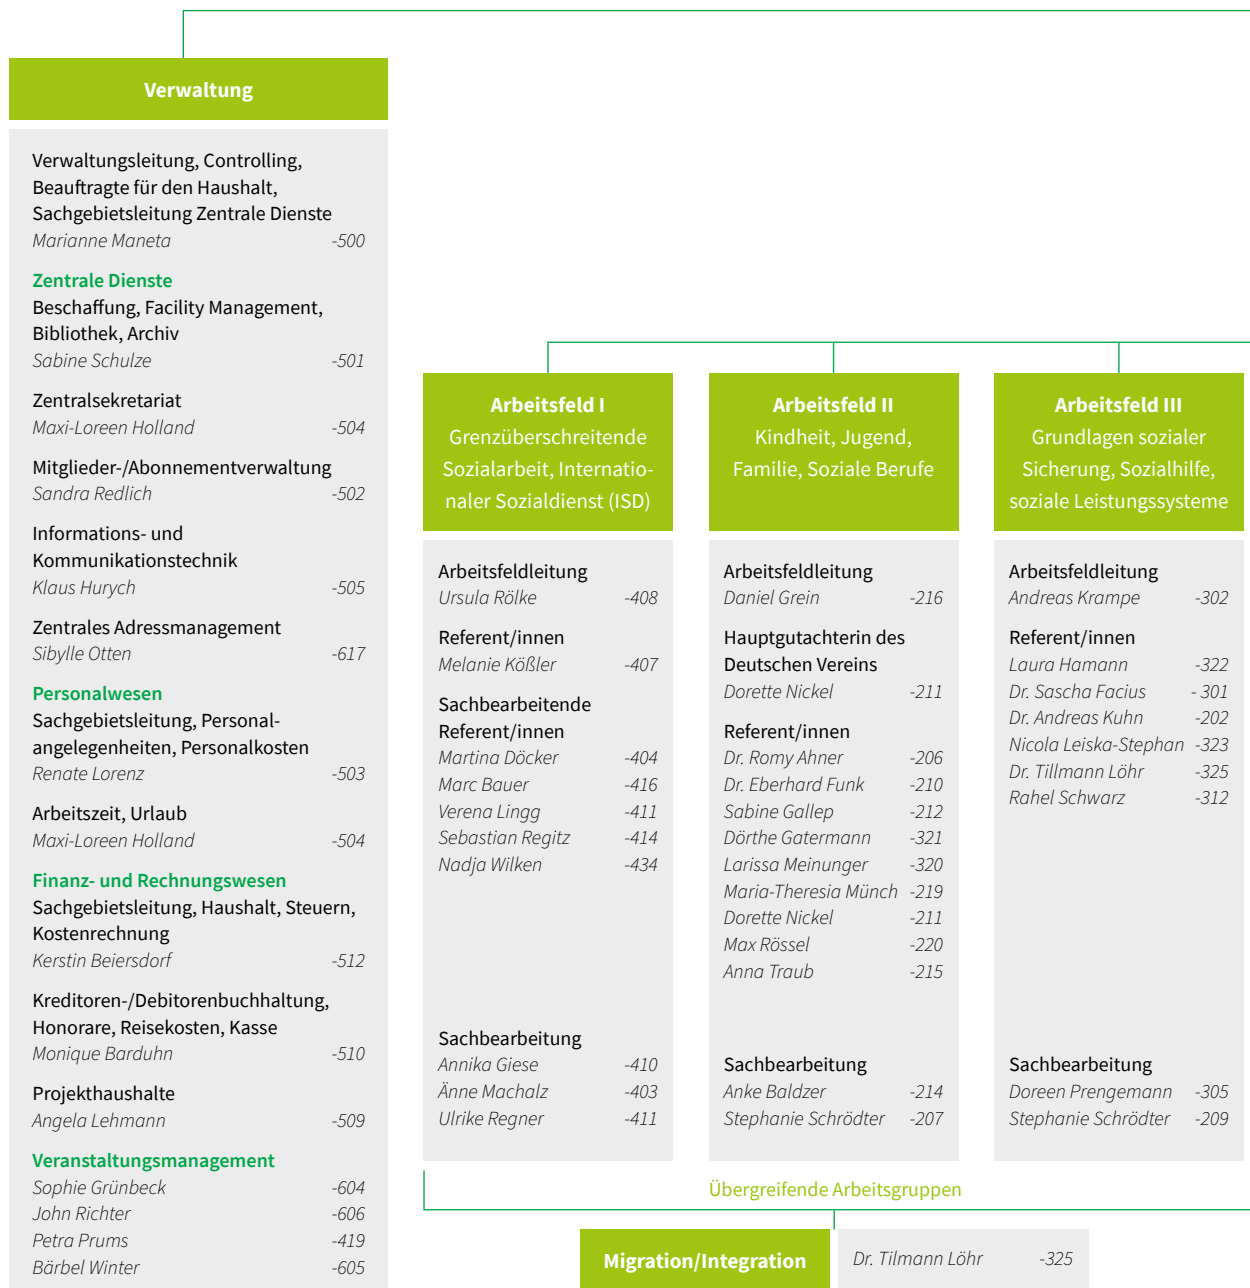 Verwaltung
Verwaltungsleitung, Controlling,
Beauftragte für den Haushalt,
Sachgebietsleitung Zentrale Dienste
Marianne Maneta -500
Zentrale Dienste
Beschaffung, Facility Management,
Bibliothek, Archiv
Sabine Schulze -501
Zentralsekretariat
Maxi-Loreen Holland -504
Mitglieder-/Abonnementverwaltung
Sandra Redlich -502
Informations- und
Kommunikationstechnik
Klaus Hurych -505
Zentrales Adressmanagement
Sibylle Otten -617
Personalwesen
Sachgebietsleitung, Personal-
angelegenheiten, Personalkosten
Renate Lorenz -503
Arbeitszeit, Urlaub
Maxi-Loreen Holland -504
Finanz- und Rechnungswesen
Sachgebietsleitung, Haushalt, Steuern,
Kostenrechnung
Kerstin Beiersdorf -512
Kreditoren-/Debitorenbuchhaltung,
Honorare, Reisekosten, Kasse
Monique Barduhn -510
Projekthaushalte
Angela Lehmann -509
Veranstaltungsmanagement
Sophie Grünbeck -604
John Richter -606
Petra Prums -419
Bärbel Winter -605
Arbeitsfeld I
Grenzüberschreitende
Sozialarbeit, Internatio-
naler Sozialdienst (ISD)
Arbeitsfeldleitung
Ursula Rölke -408
Referent/innen
Melanie Kößler -407
Sachbearbeitende
Referent/innen
Martina Döcker -404
Marc Bauer -416
Verena Lingg -411
Sebastian Regitz -414
Nadja Wilken -434
Sachbearbeitung
Annika Giese -410
Änne Machalz -403
Ulrike Regner -411
Arbeitsfeld II
Kindheit, Jugend,
Familie, Soziale Berufe
Arbeitsfeldleitung
Daniel Grein -216
Hauptgutachterin des
Deutschen Vereins
Dorette Nickel -211
Referent/innen
Dr. Romy Ahner -206
Dr. Eberhard Funk -210
Sabine Gallep -212
Dörthe Gatermann -321
Larissa Meinunger -320
Maria-Theresia Münch -219
Dorette Nickel -211
Max Rössel -220
Anna Traub -215
Sachbearbeitung
Anke Baldzer -214
Stephanie Schrödter -207
Arbeitsfeld III
Grundlagen sozialer
Sicherung, Sozialhilfe,
soziale Leistungssysteme
Arbeitsfeldleitung
Andreas Krampe -302
Referent/innen
Laura Hamann -322
Dr. Sascha Facius - 301
Dr. Andreas Kuhn -202
Nicola Leiska-Stephan -323
Dr. Tillmann Löhr -325
Rahel Schwarz -312
Sachbearbeitung
Doreen Prengemann -305
Stephanie Schrödter -209
Übergreifende Arbeitsgruppen
Migration/Integration
Dr. Tilmann Löhr -325